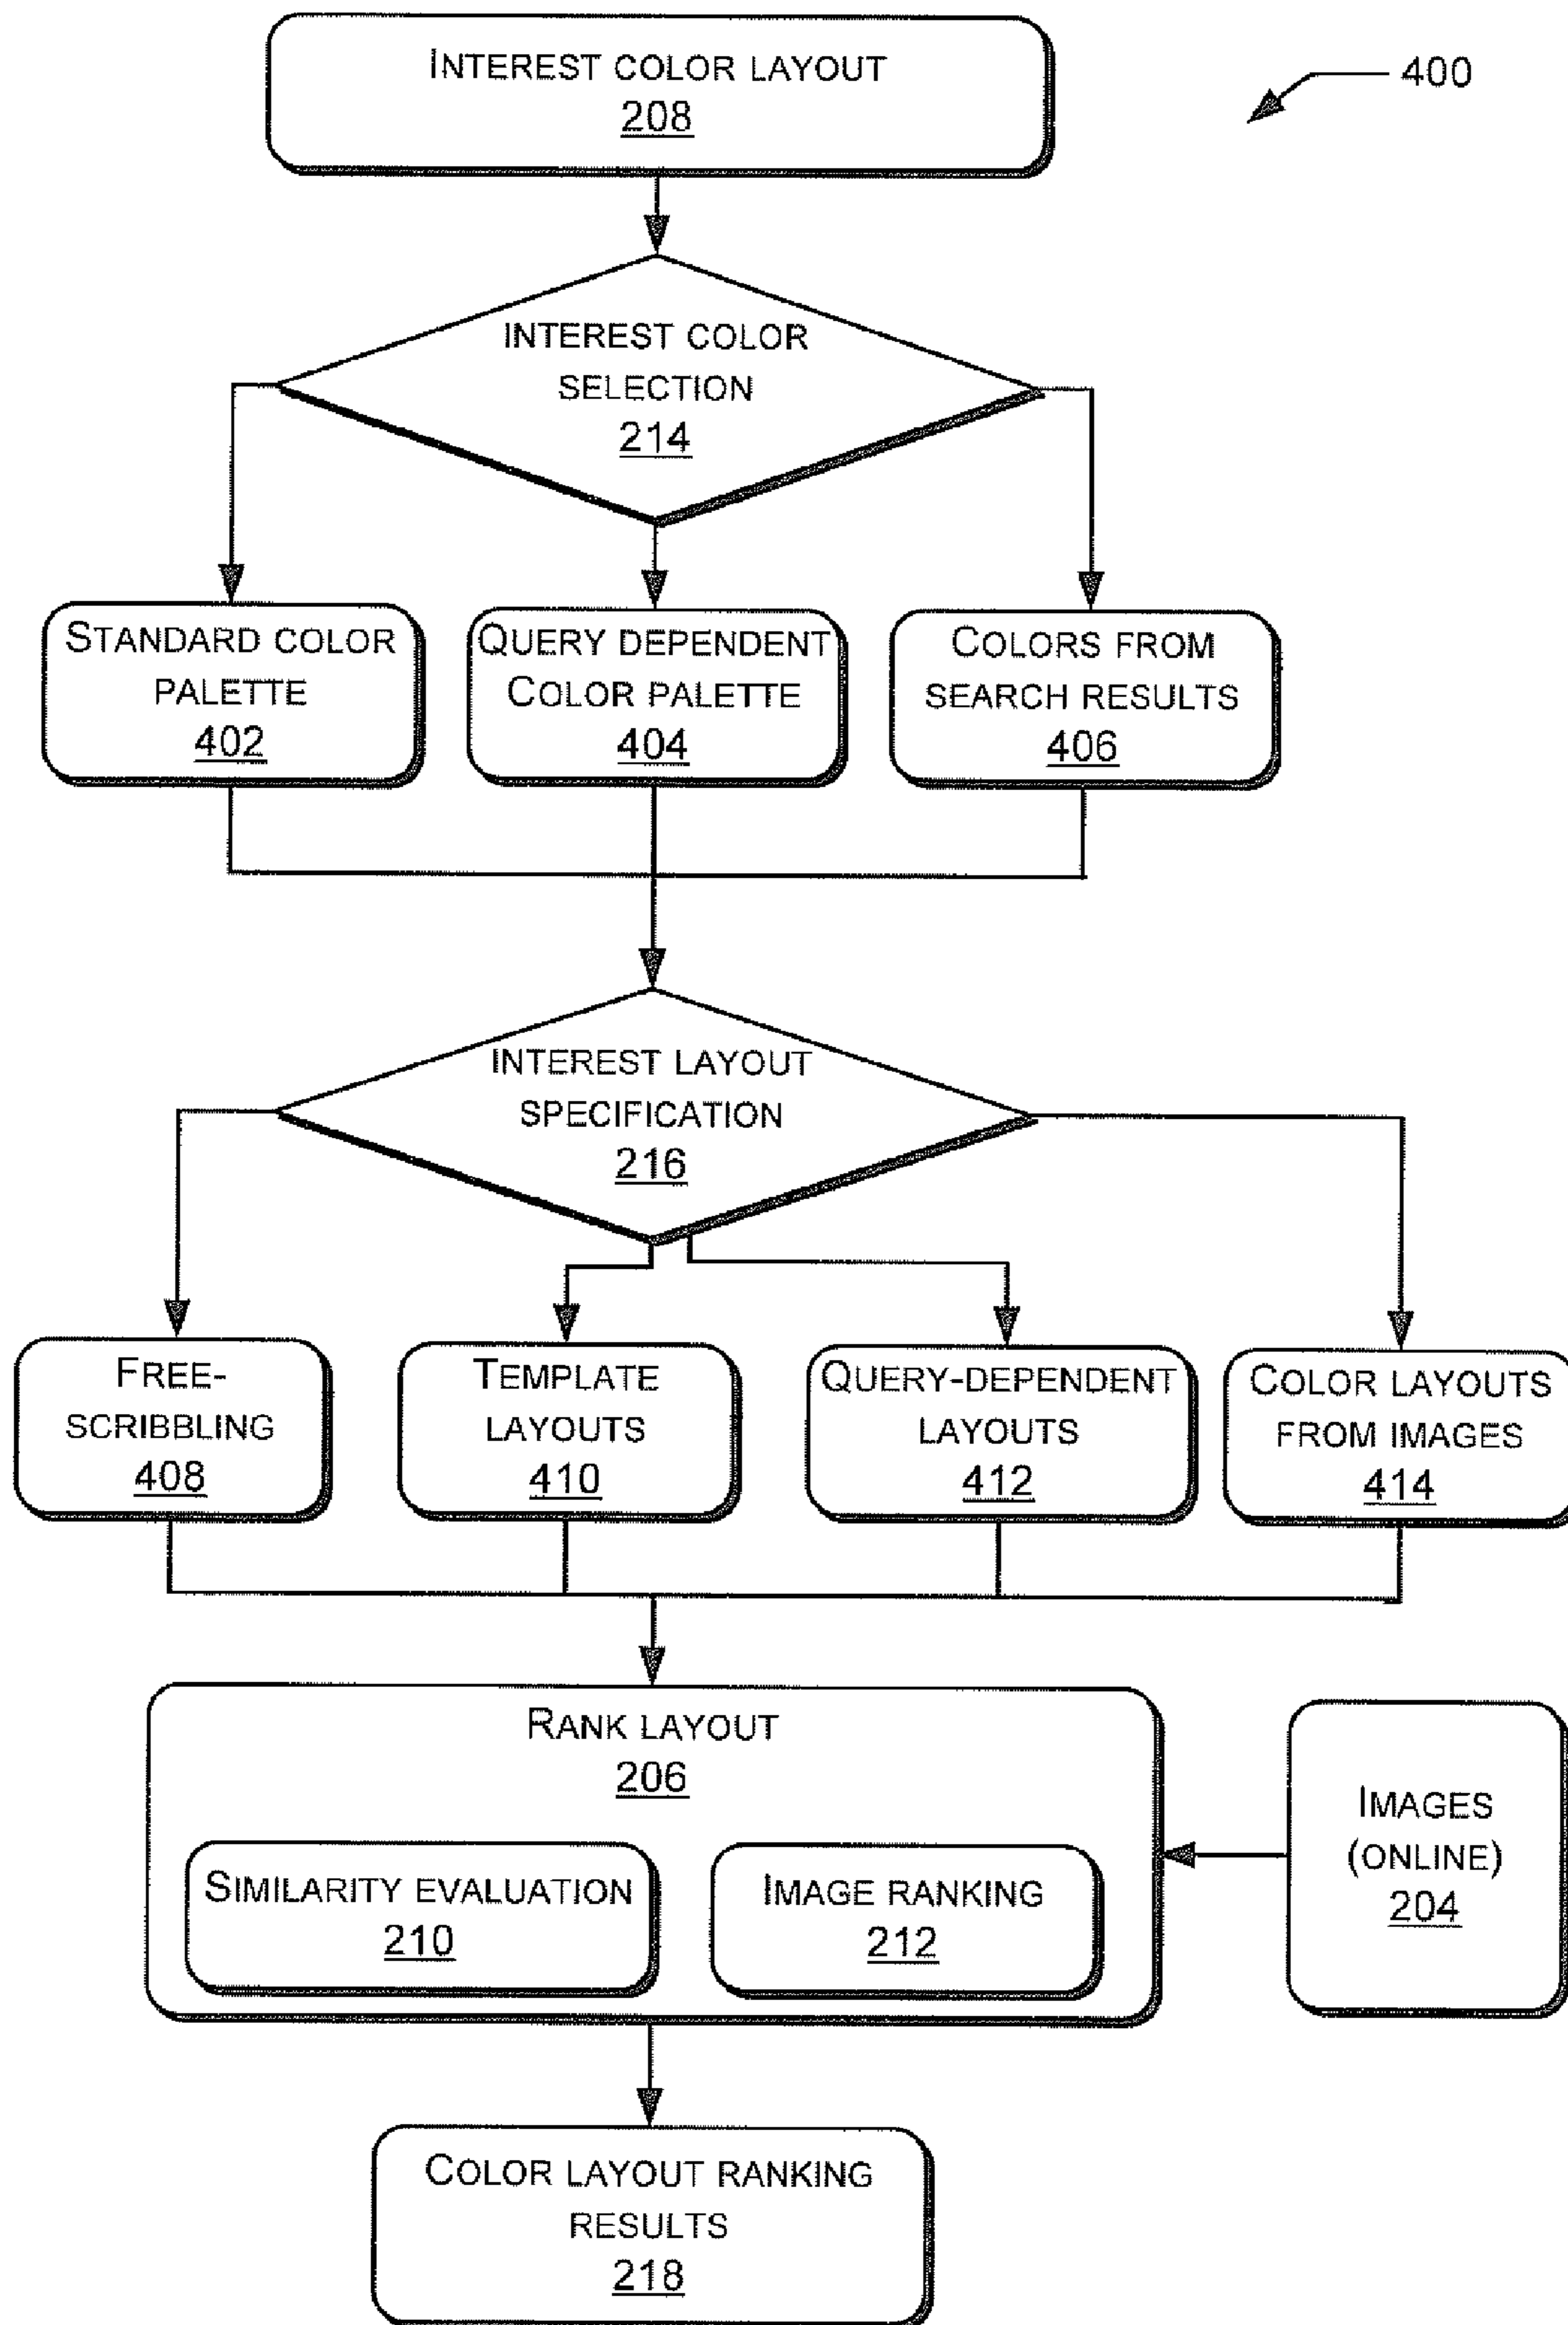 INTEREST COLOR LAYOUT
208
400
INTEREST COLOR
SELECTION
214
STANDARD COLOR
PALETTE
402
QUERY DEPENDENT
COLOR PALETTE
404
COLORS FROM
SEARCH RESULTS
406
INTEREST LAYOUT
SPECIFICATION
216
FREE-
SCRIBBLING
408
TEMPLATE
LAYOUTS
410
QUERY-DEPENDENT
LAYOUTS
412
COLOR LAYOUTS
FROM IMAGES
414
RANK LAYOUT
206
SIMILARITY EVALUATION
210
IMAGE RANKING
212
IMAGES
(ONLINE)
204
COLOR LAYOUT RANKING
RESULTS
218